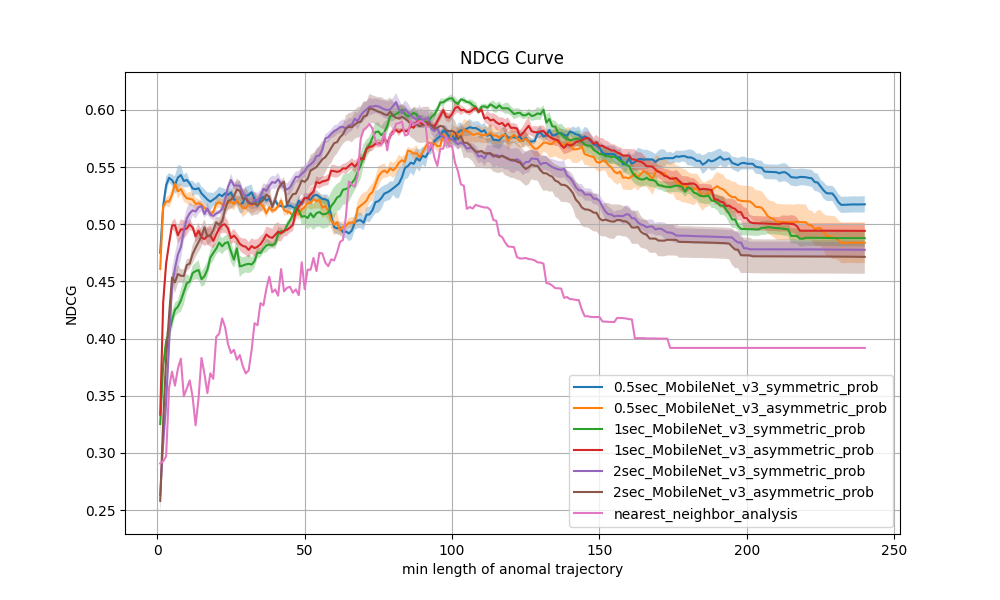 NDCG Curve
0.60
0.55
0.50
0.45
0.40
0.35
0.30
0.25
NDCG
0.5sec_MobileNet_v3_symmetric_prob
0.5sec_MobileNet_v3_asymmetric_prob
1sec_MobileNet_v3_symmetric_prob
1sec_MobileNet_v3_asymmetric_prob
2sec_MobileNet_v3_symmetric_prob
2sec_MobileNet_v3_asymmetric_prob
nearest_neighbor_analysis
0 50 100 150 200 250
min length of anomal trajectory